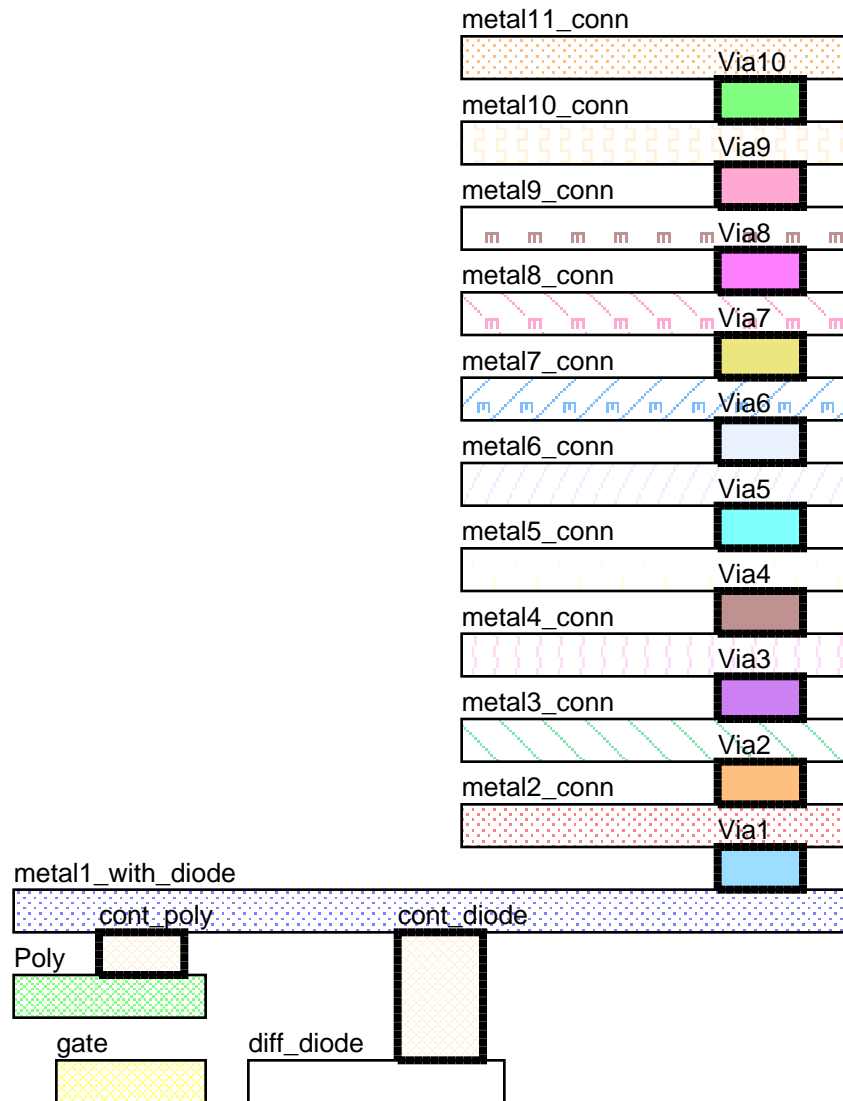 metal11_conn
Via10
metal10_conn
Via9
metal9_conn
Via8
metal8_conn
Via7
metal7_conn
Via6
metal6_conn
Via5
metal5_conn
Via4
metal4_conn
Via3
metal3_conn
Via2
metal2_conn
Via1
metal1_with_diode
cont_poly cont_diode
Poly
gate diff_diode